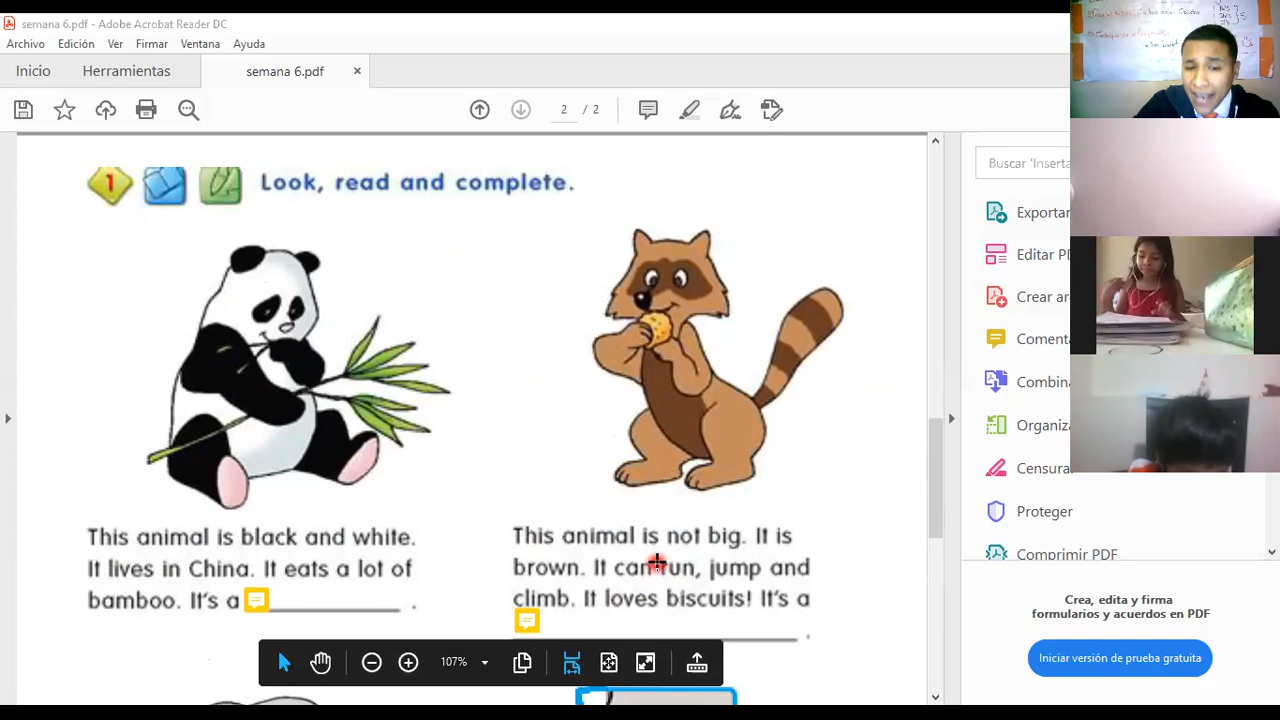 semana 6.pdf - Adobe Acrobat Reader DC
Archivo Edición Ver Firmar Ventana Ayuda
Inicio Herramientas semana 6.pdf ×
2 / 2
Buscar 'Inserta
1 Look, read and complete.
Exportar
Editar PD
Crear ar
Comenta
Combina
Organiza
Censura
Proteger
Comprimir PDF
This animal is black and white.
It lives in China. It eats a lot of
bamboo. It's a ____________ .
This animal is not big. It is
brown. It can run, jump and
climb. It loves biscuits! It's a
____________ .
107%
Crea, edita y firma
formularios y acuerdos en PDF
Iniciar versión de prueba gratuita